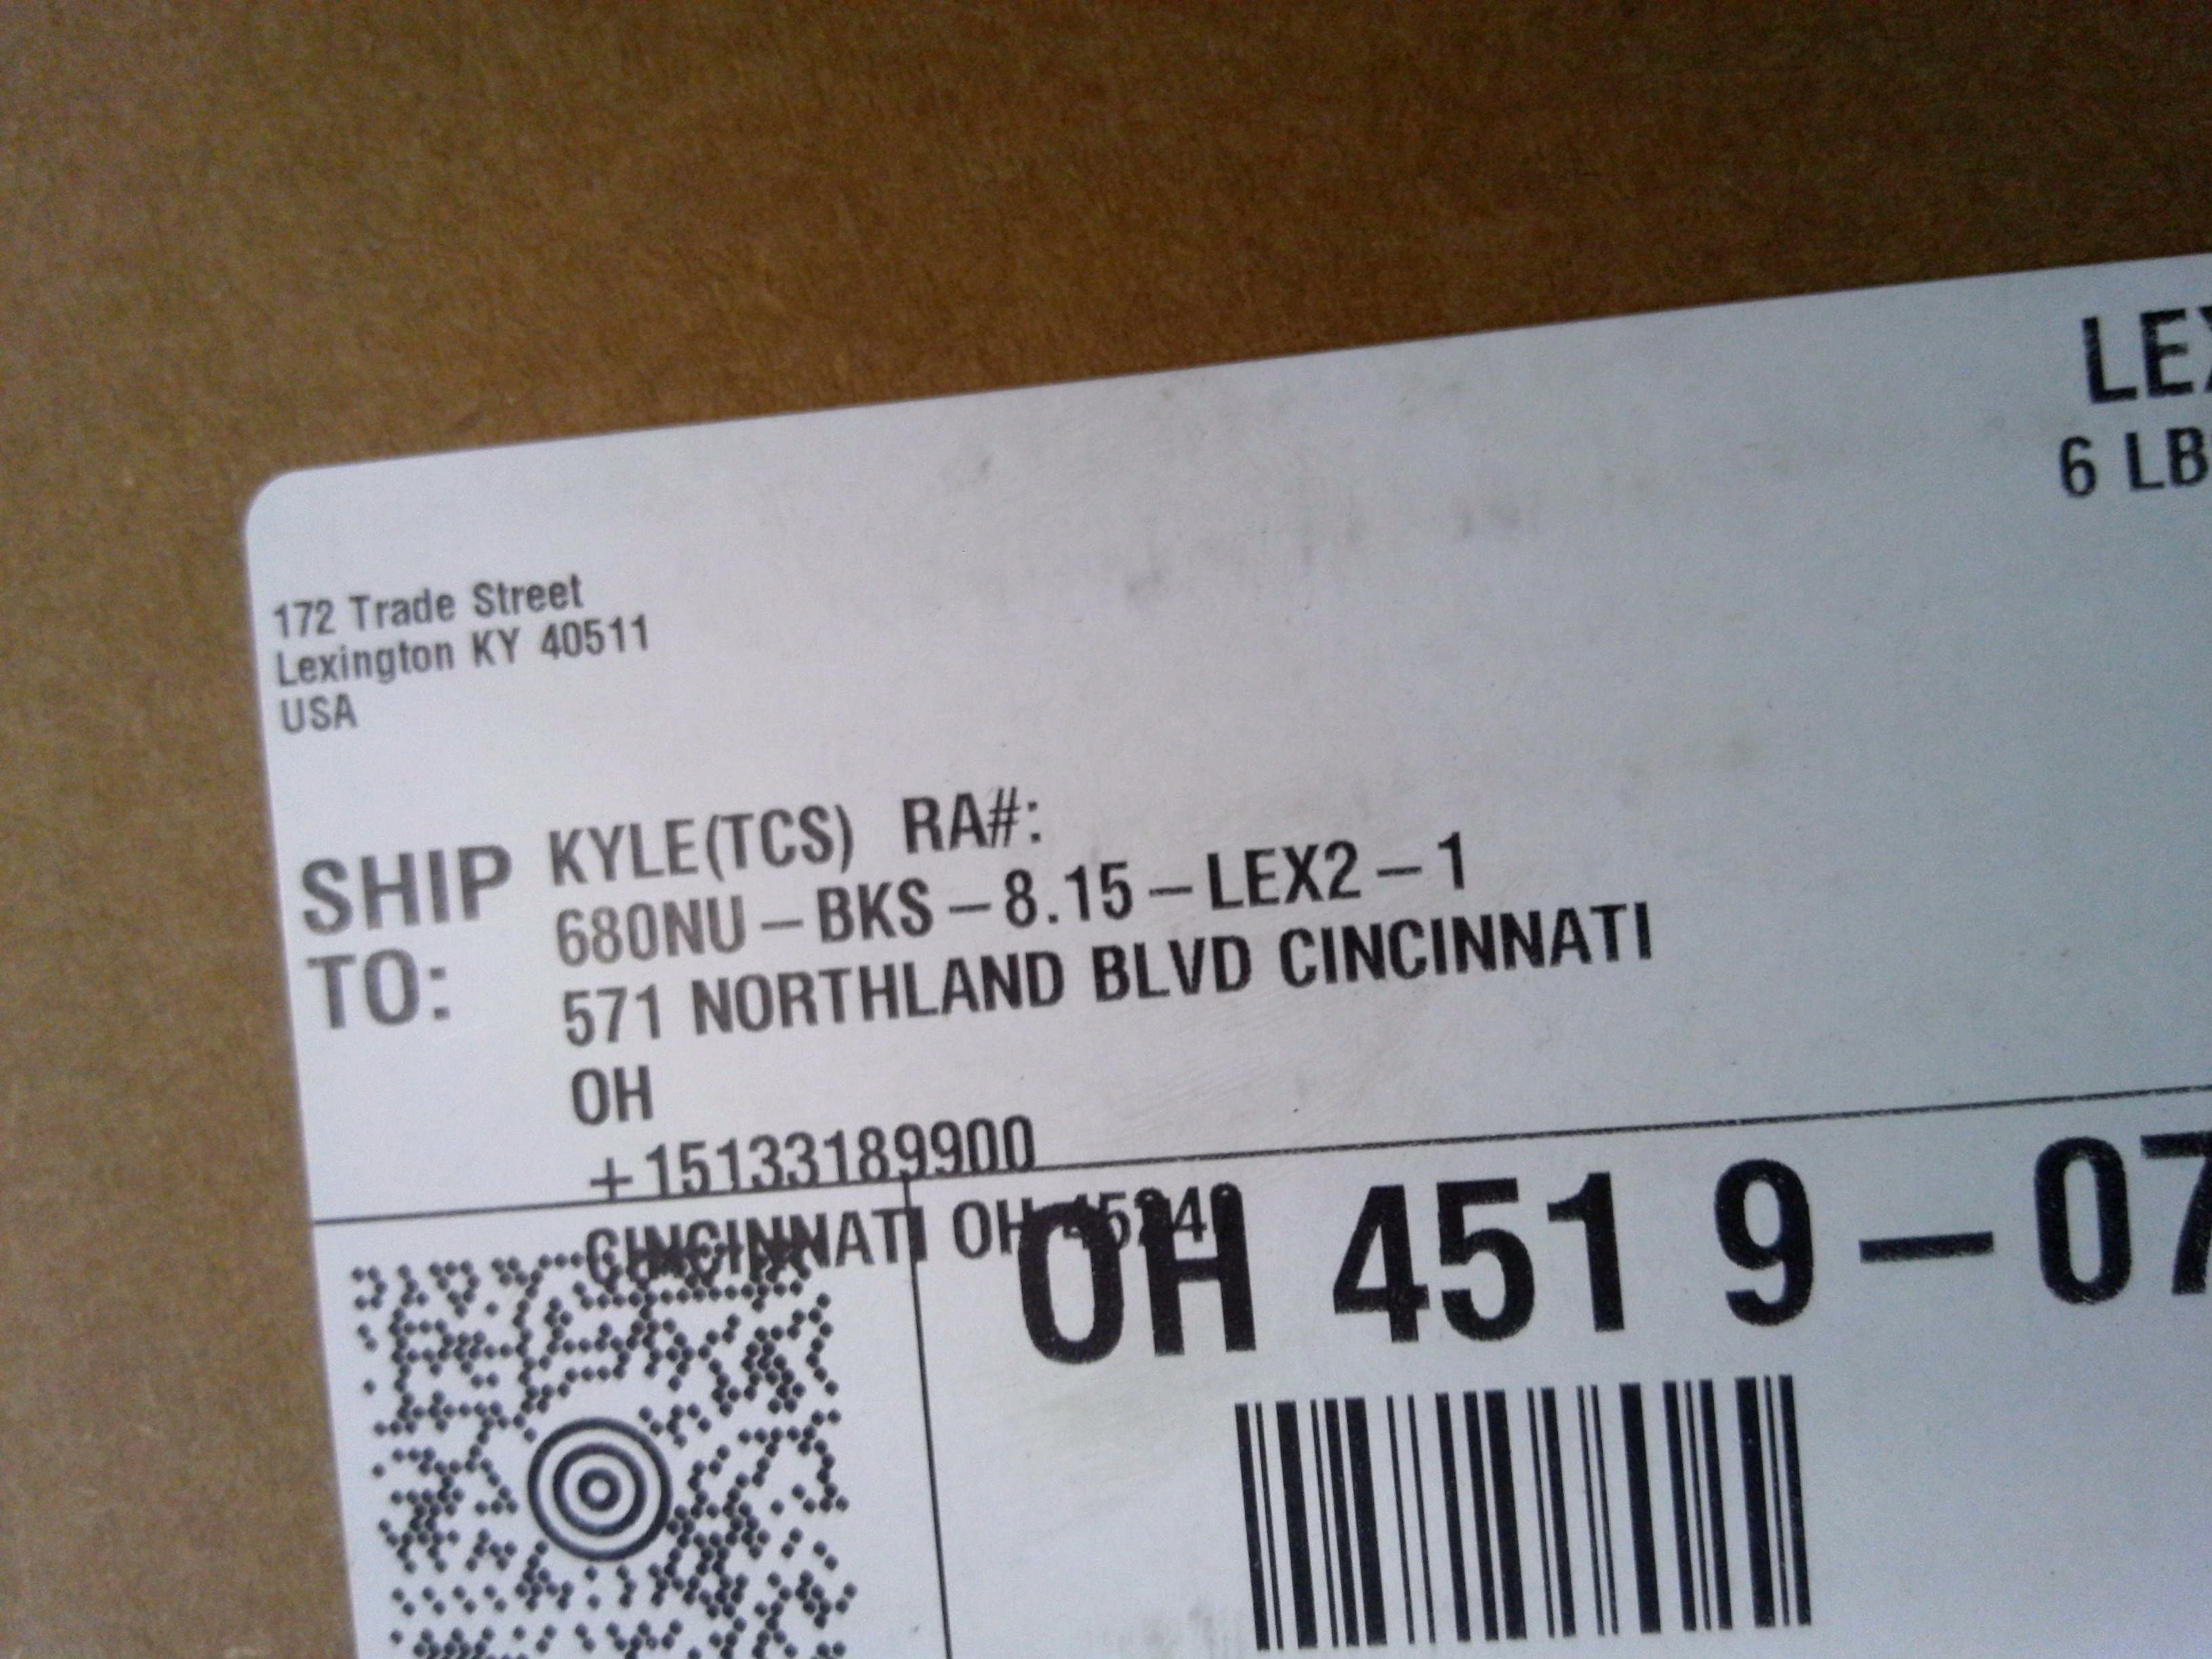 LEX
6 LB
172 Trade Street
Lexington KY 40511
USA
SHIP TO:
KYLE(TCS) RA#:
680NU-BKS-8.15-LEX2-1
571 NORTHLAND BLVD CINCINNATI
OH
+15133189900
CINCINNATI OH
OH 451 9-07